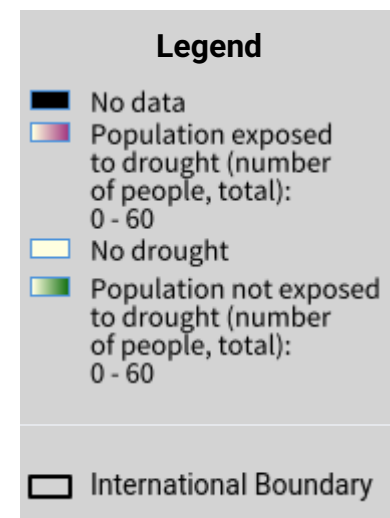 Legend
No data
Population exposed
to drought (number
of people, total):
0 - 60
No drought
Population not exposed
to drought (number
of people, total):
0 - 60
International Boundary